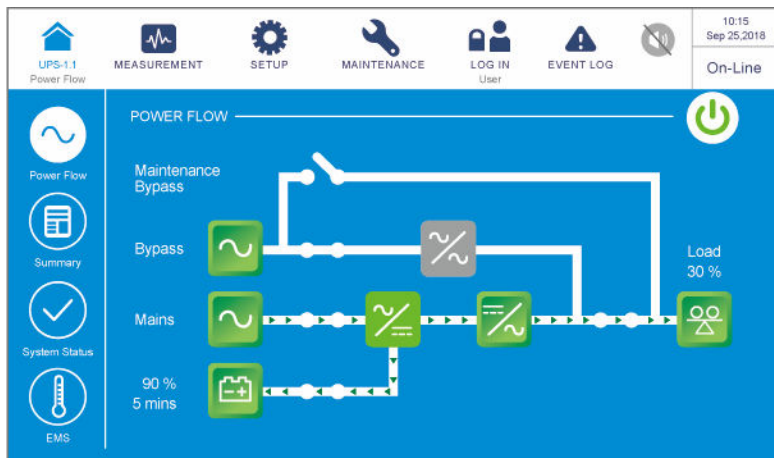 UPS-1.1
Power Flow
MEASUREMENT
SETUP
MAINTENANCE
LOG IN
User
EVENT LOG
10:15
Sep 25,2018
On-Line
Power Flow
Summary
System Status
EMS
POWER FLOW
Maintenance
Bypass
Bypass
Mains
90 %
5 mins
Load
30 %